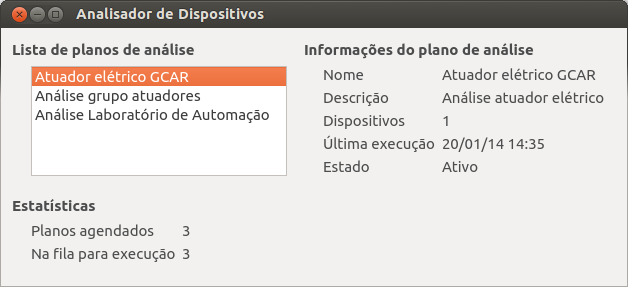 Analisador de Dispositivos
Lista de planos de análise
Atuador elétrico GCAR
Análise grupo atuadores
Análise Laboratório de Automação
Estatísticas
Planos agendados 3
Na fila para execução 3
Informações do plano de análise
Nome Atuador elétrico GCAR
Descrição Análise atuador elétrico
Dispositivos 1
Última execução 20/01/14 14:35
Estado Ativo